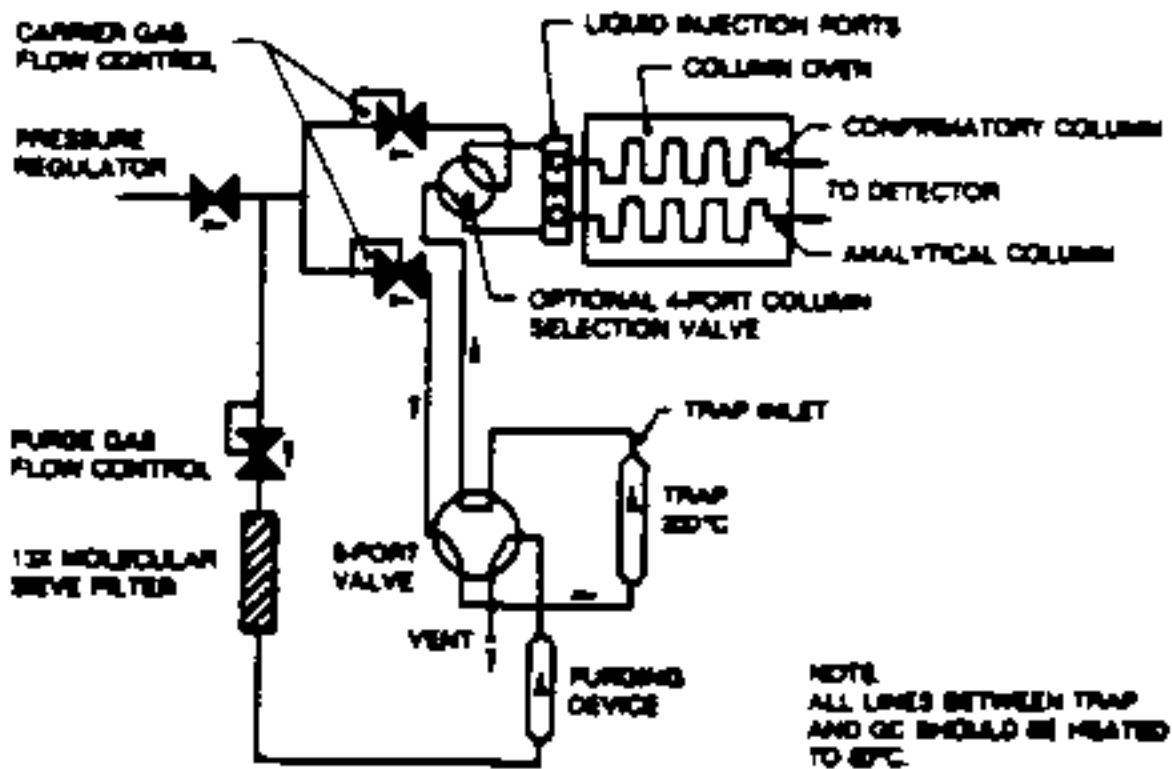 CARRIER GAS
FLOW CONTROL
LIQUID INJECTION PORTS
COLUMN OVEN
PRESSURE
REGULATOR
CONFIRMATORY COLUMN
TO DETECTOR
ANALYTICAL COLUMN
OPTIONAL 4-PORT COLUMN
SELECTION VALVE
TRAP INLET
PURGE GAS
FLOW CONTROL
TRAP
-PORT
VALVE
13X MOLECULAR
SIEVE FILTER
VENT
PURGING
DEVICE
NOTE
ALL LINES BETWEEN TRAP
AND GC SHOULD BE HEATED
TO